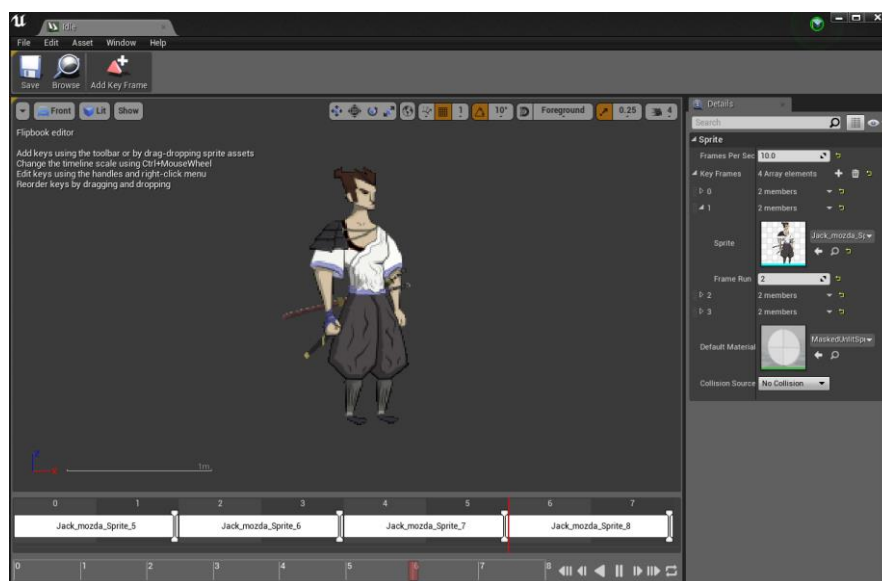 Idle
File Edit Asset Window Help
Save Browse Add Key Frame
Front Lit Show
1 10° Foreground 0.25 4
Flipbook editor
Add keys using the toolbar or by drag-dropping sprite assets
Change the timeline scale using Ctrl+MouseWheel
Edit keys using the handles and right-click menu
Reorder keys by dragging and dropping
Z
X
1m
Details
Search
Sprite
Frames Per Sec 10.0
Key Frames 4 Array elements
0 2 members
1 2 members
Sprite Jack_mozda_Sp
Frame Run 2
2 2 members
3 2 members
Default Material MaskedUnlitSpr
Collision Source No Collision
0 1 2 3 4 5 6 7
Jack_mozda_Sprite_5 Jack_mozda_Sprite_6 Jack_mozda_Sprite_7 Jack_mozda_Sprite_8
0 1 2 3 4 5 6 7 8